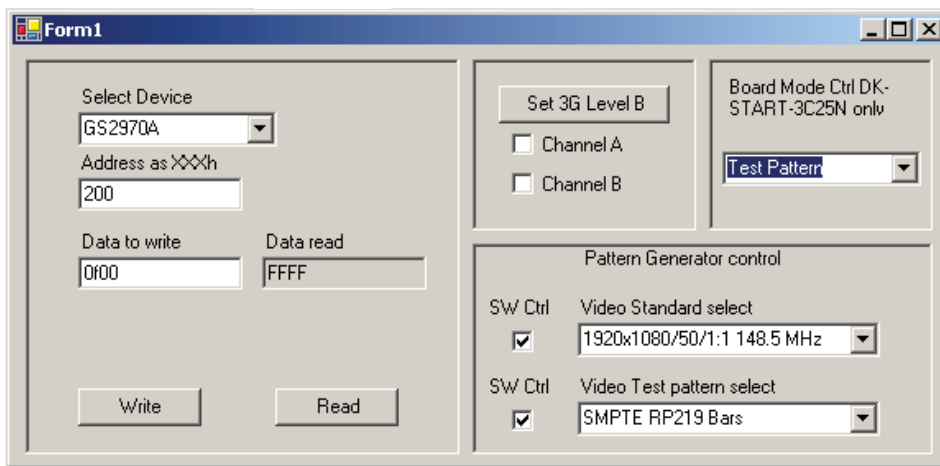 Form1
Select Device
GS2970A
Address as XXXh
200
Data to write
Data read
0f00
FFFF
Write
Read
Set 3G Level B
Channel A
Channel B
Board Mode Ctrl DK-
START-3C25N only
Test Pattern
Pattern Generator control
SW Ctrl
Video Standard select
1920x1080/50/1:1 148.5 MHz
SW Ctrl
Video Test pattern select
SMPTE RP219 Bars